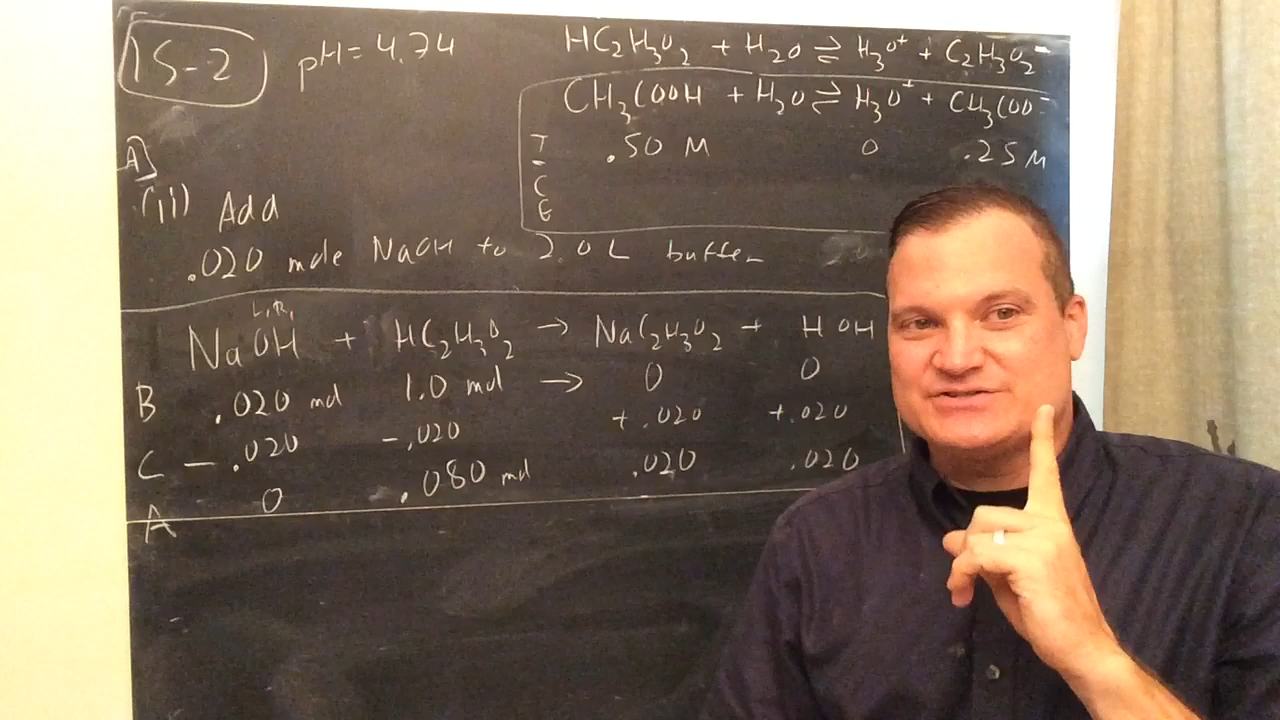 15-2 pH=4.74
HC₂H₃O₂ + H₂O ⇌ H₃O⁺ + C₂H₃O₂⁻
CH₃COOH + H₂O ⇌ H₃O⁺ + CH₃COO⁻
I .50 M 0 .25 M
C
E
A)
(ii) Add
.020 mole NaOH to 2.0 L buffer
L.R.
NaOH + HC₂H₃O₂ → NaC₂H₃O₂ + HOH
B .020 mol 1.0 mol → 0 0
C -.020 -.020 +.020 +.020
A 0 .080 mol .020 .020